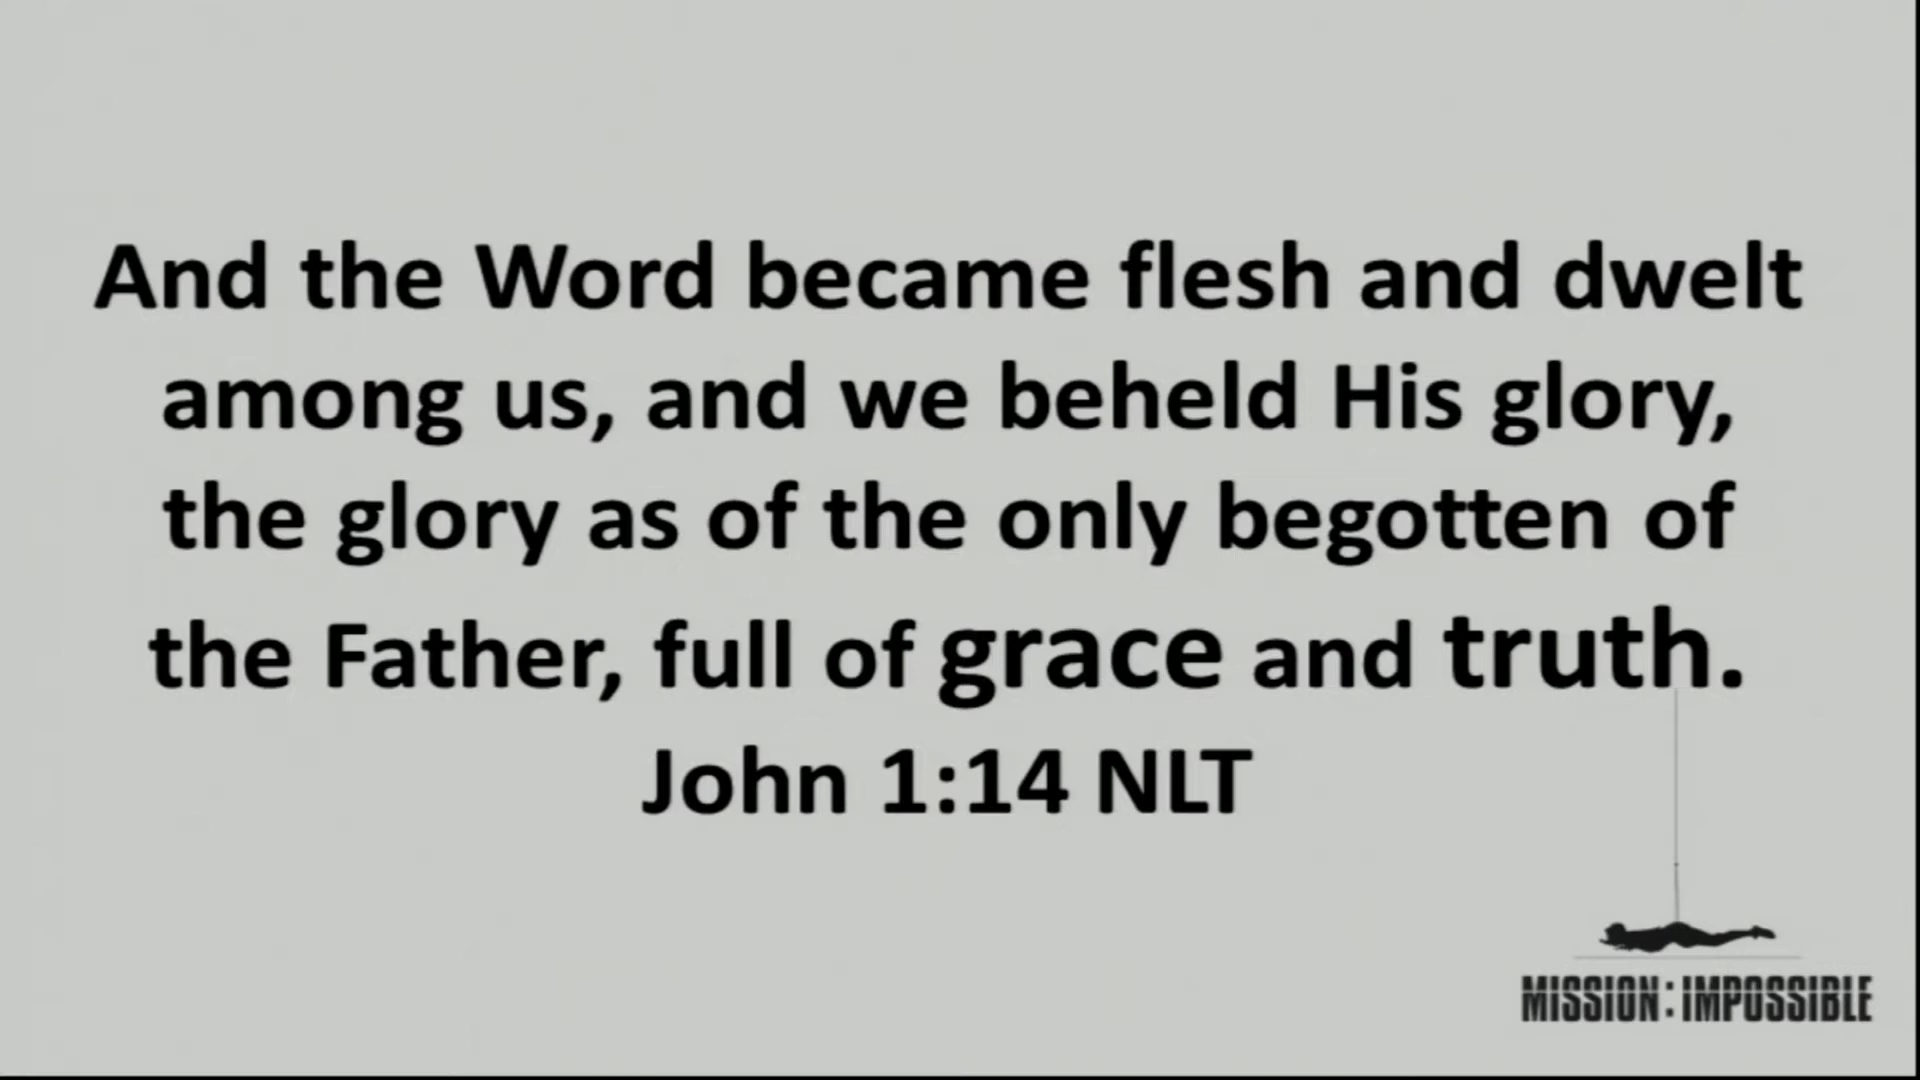 And the Word became flesh and dwelt
among us, and we beheld His glory,
the glory as of the only begotten of
the Father, full of grace and truth.
John 1:14 NLT
MISSION:IMPOSSIBLE